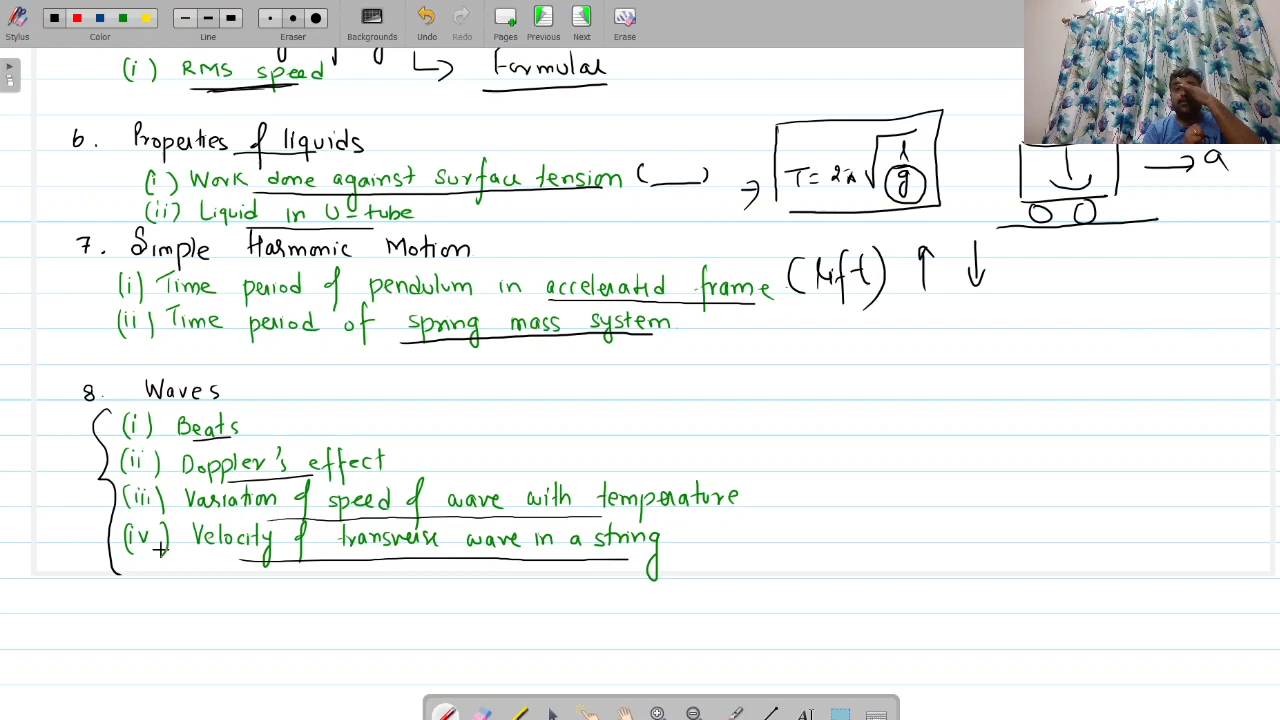 Stylus Color Line Eraser Backgrounds Undo Redo Pages Previous Next Erase
(i) RMS speed → Formulae
6. Properties of liquids
(i) Work done against surface tension (__)
(ii) Liquid in U-tube
→ T = 2π√(l/g)
→ a
7. Simple Harmonic Motion
(i) Time period of pendulum in accelerated frame (lift) ↑ ↓
(ii) Time period of spring mass system
8. Waves
(i) Beats
(ii) Doppler's effect
(iii) Variation of speed of wave with temperature
(iv) Velocity of transverse wave in a string